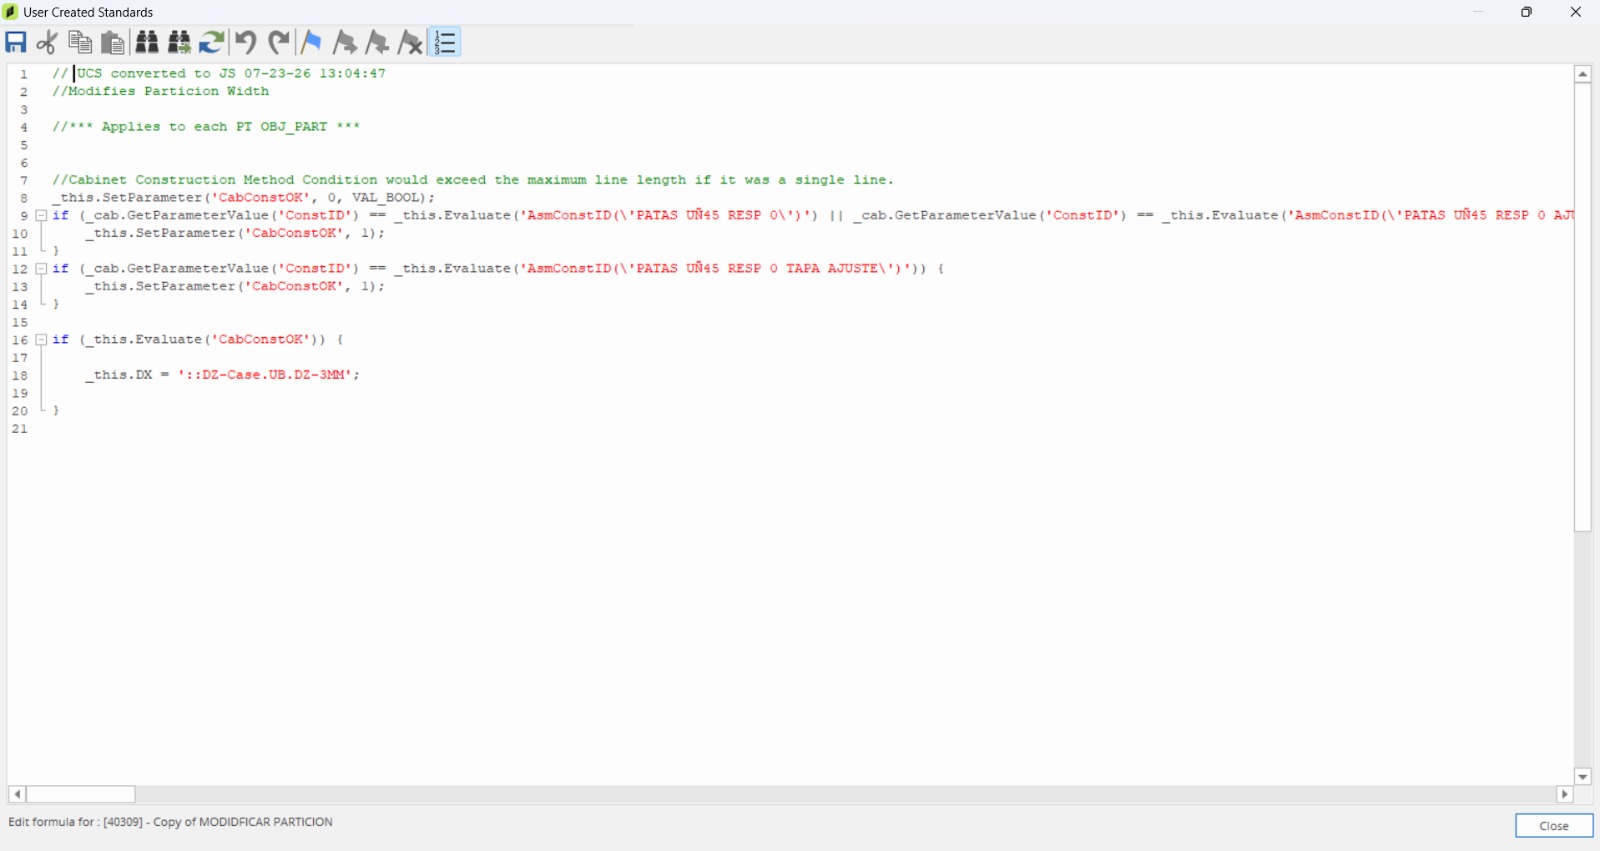 User Created Standards
1 // UCS converted to JS 07-23-26 13:04:47
2 //Modifies Particion Width
3
4 //*** Applies to each PT OBJ_PART ***
5
6
7 //Cabinet Construction Method Condition would exceed the maximum line length if it was a single line.
8 _this.SetParameter('CabConstOK', 0, VAL_BOOL);
9 if (_cab.GetParameterValue('ConstID') == _this.Evaluate('AsmConstID(\'PATAS UÑ45 RESP 0\')') || _cab.GetParameterValue('ConstID') == _this.Evaluate('AsmConstID(\'PATAS UÑ45 RESP 0 AJU
10 _this.SetParameter('CabConstOK', 1);
11 }
12 if (_cab.GetParameterValue('ConstID') == _this.Evaluate('AsmConstID(\'PATAS UÑ45 RESP 0 TAPA AJUSTE\')')) {
13 _this.SetParameter('CabConstOK', 1);
14 }
15
16 if (_this.Evaluate('CabConstOK')) {
17
18 _this.DX = '::DZ-Case.UB.DZ-3MM';
19
20 }
21
Edit formula for : [40309] - Copy of MODIDFICAR PARTICION
Close